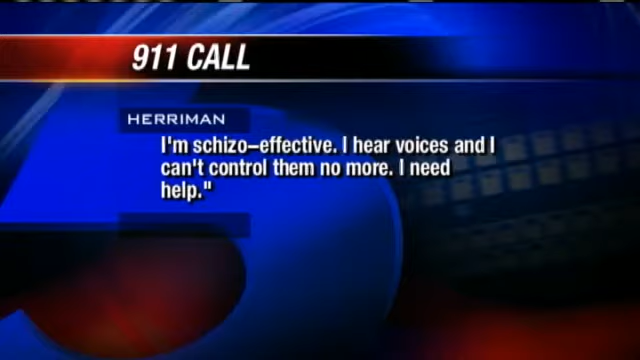 911 CALL
HERRIMAN
I'm schizo–effective. I hear voices and I
can't control them no more. I need
help."